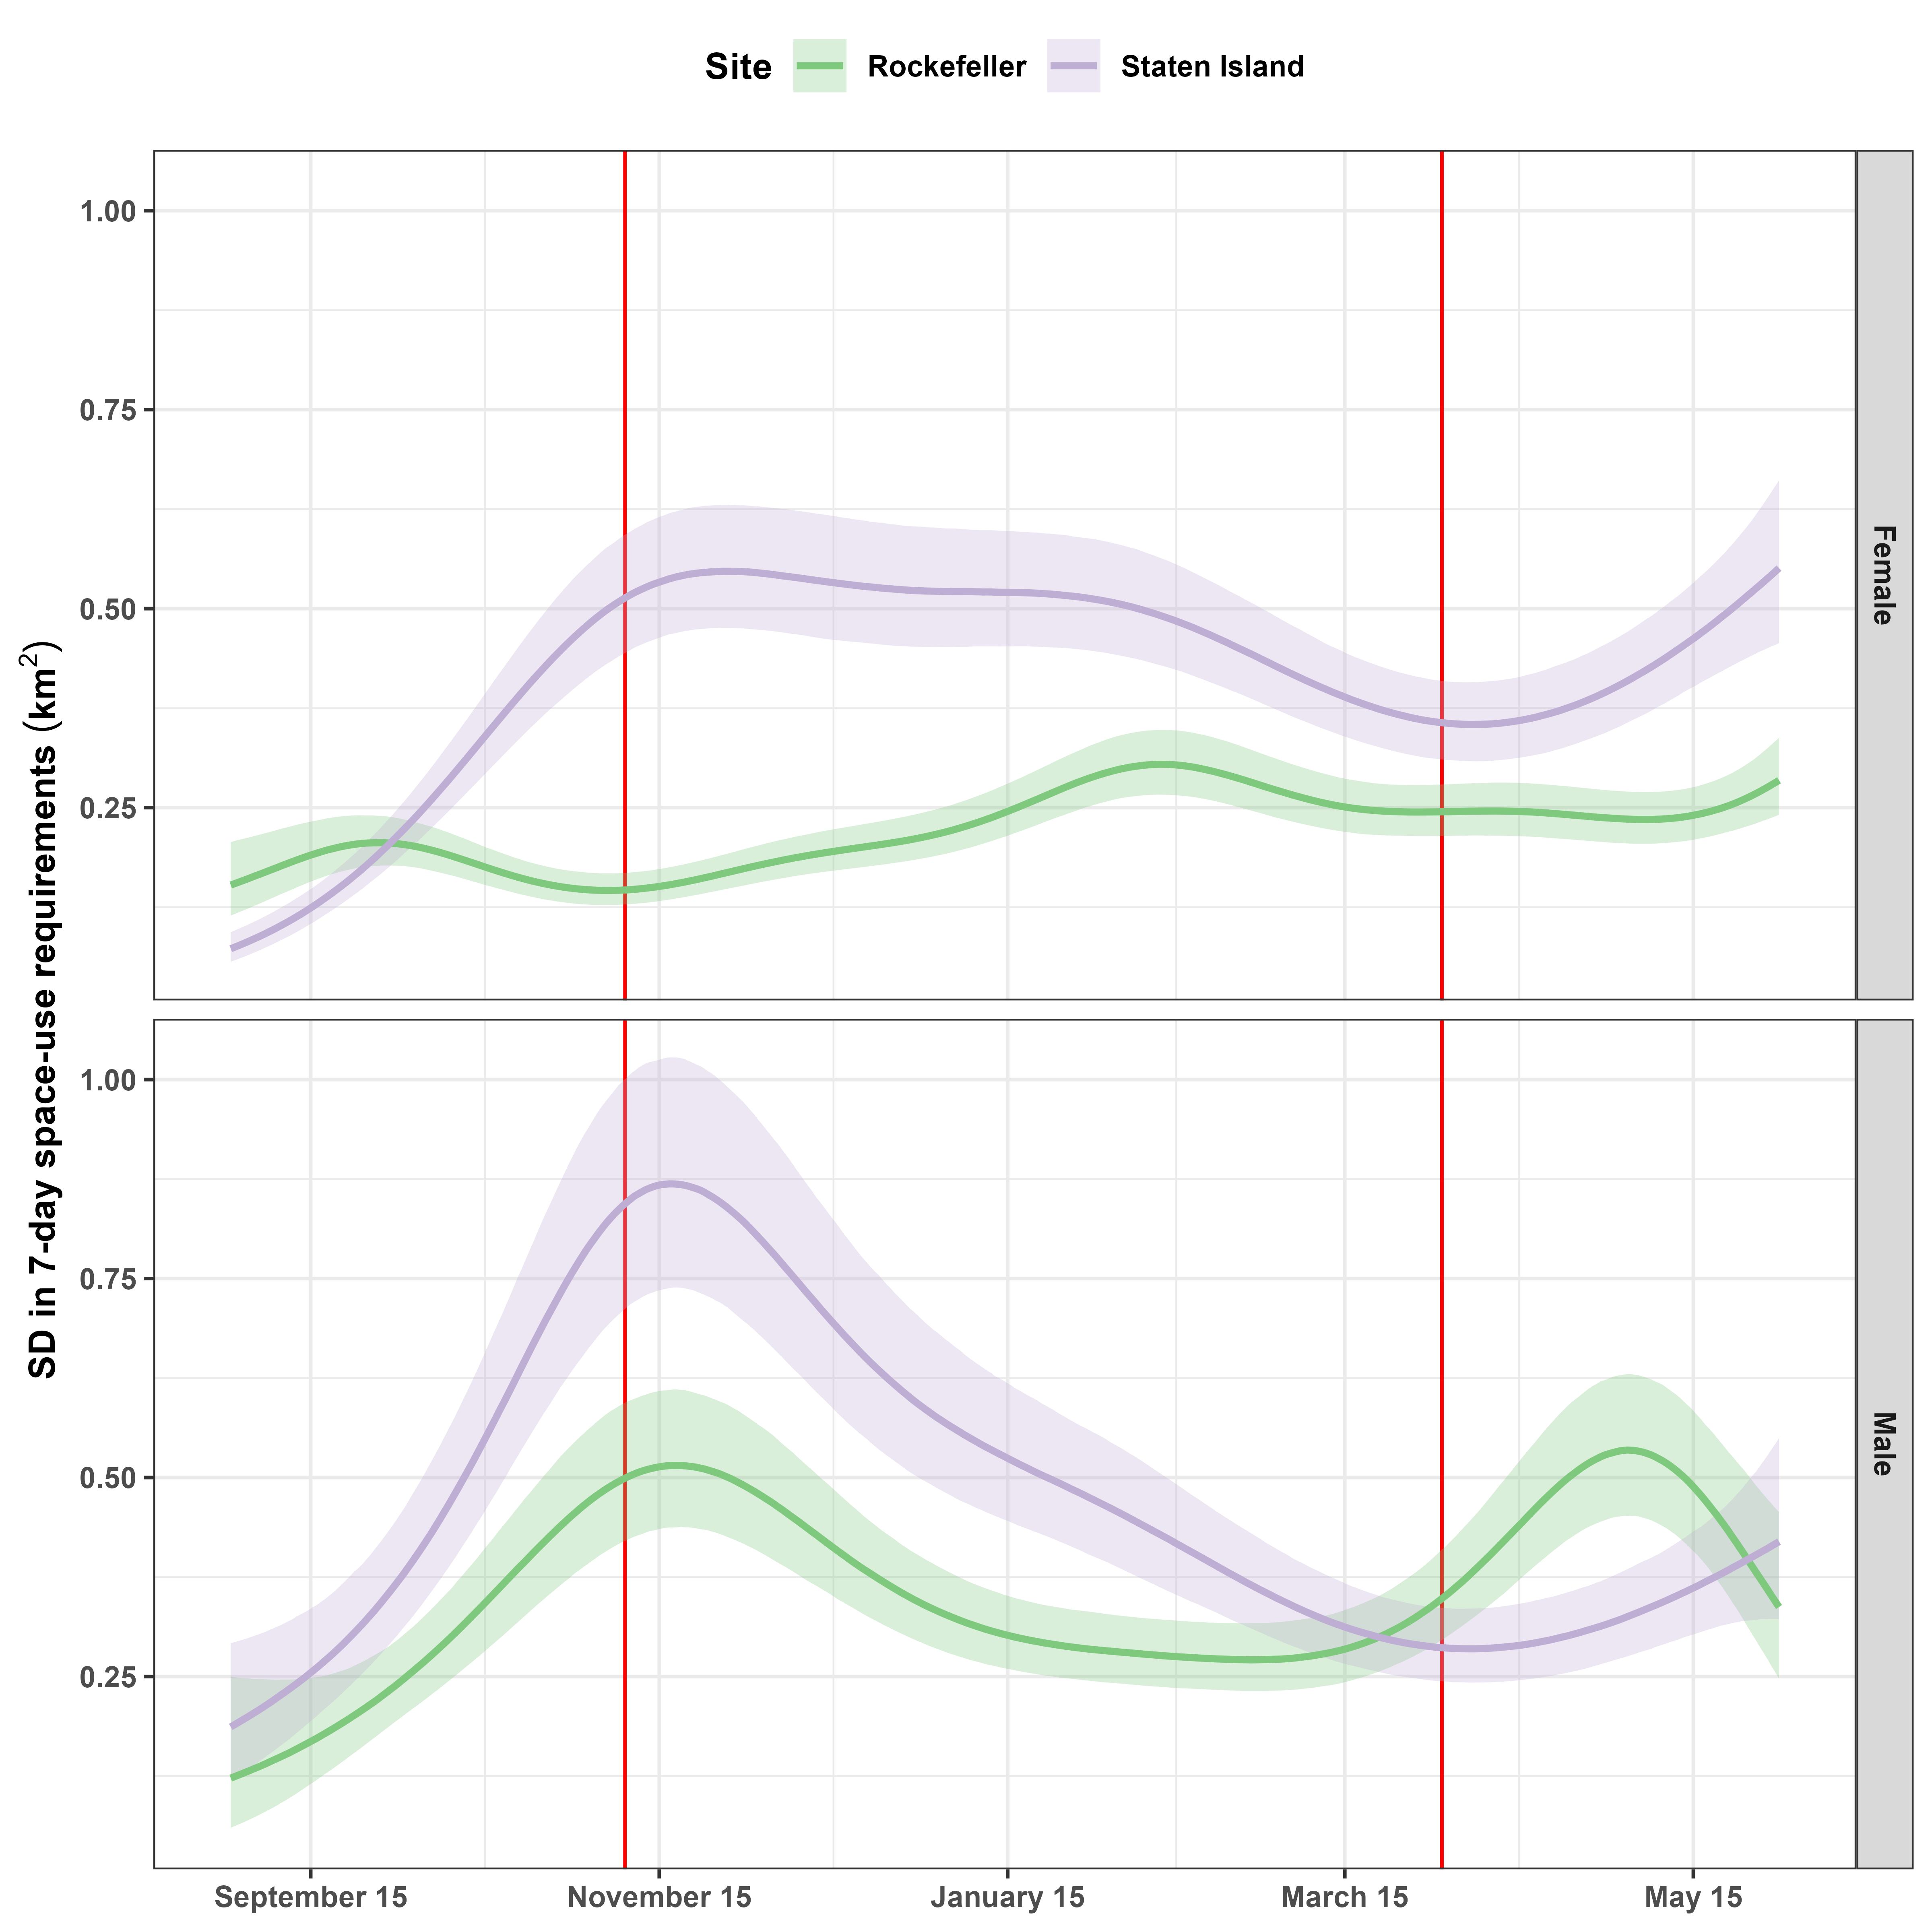 Site Rockefeller Staten Island
SD in 7-day space-use requirements (km²)
1.00
0.75
0.50
0.25
Female
1.00
0.75
0.50
0.25
Male
September 15 November 15 January 15 March 15 May 15